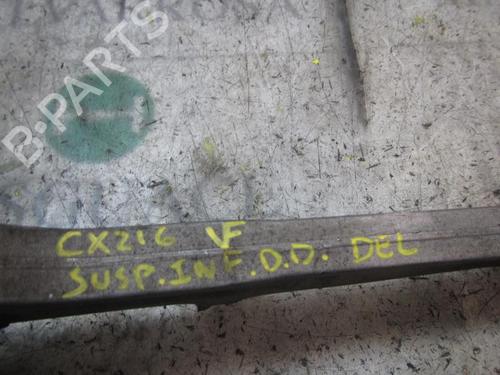 B-PARTS
CX216 VF
SUSP.INF.D.D. DEL